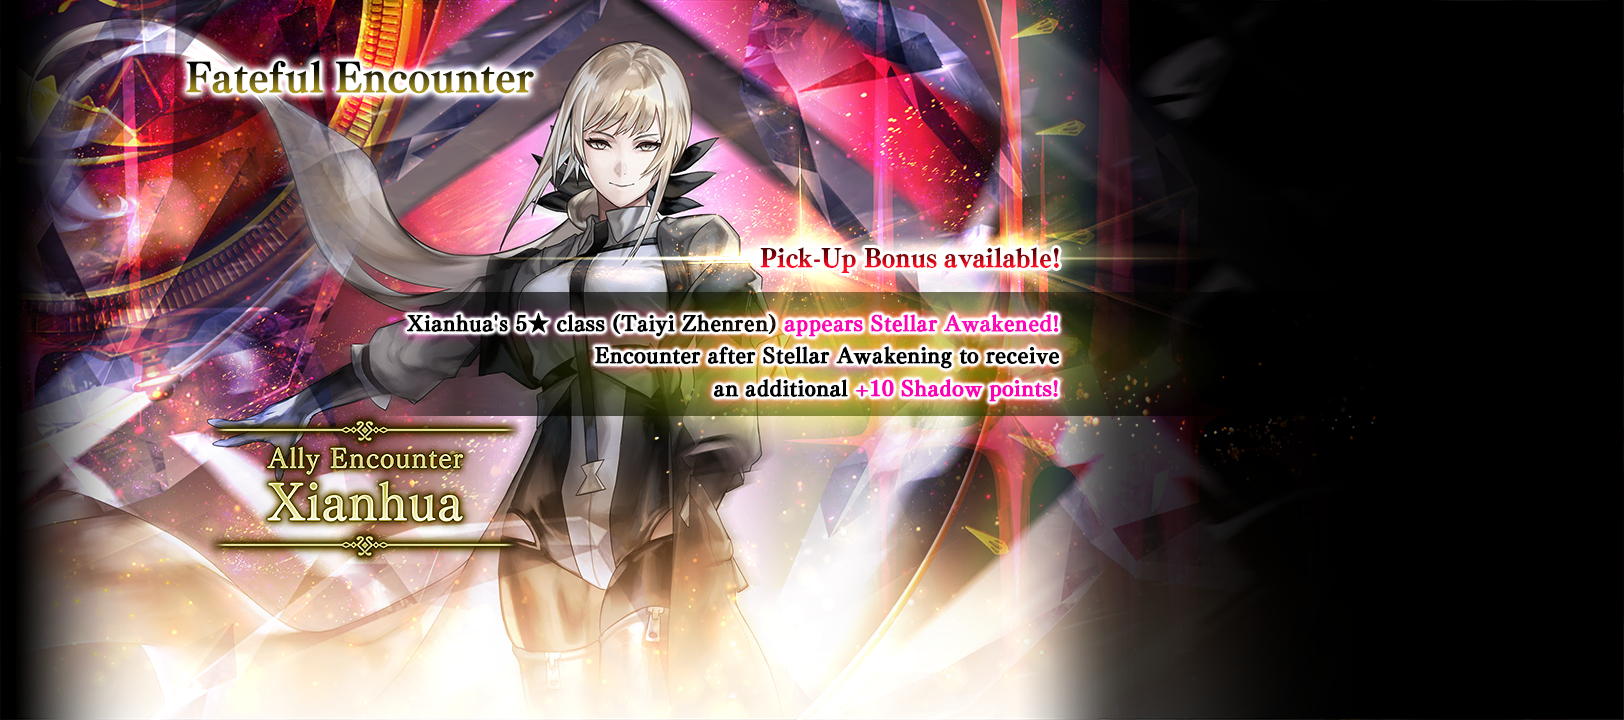 Fateful Encounter
Pick-Up Bonus available!
Xianhua's 5★ class (Taiyi Zhenren) appears Stellar Awakened!
Encounter after Stellar Awakening to receive
an additional +10 Shadow points!
Ally Encounter
Xianhua